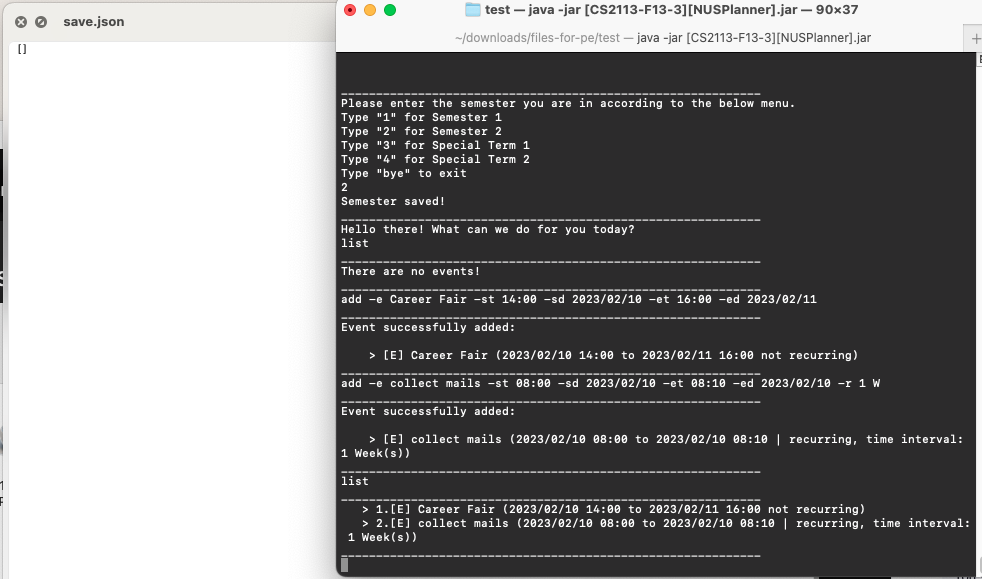 save.json
[]
test — java -jar [CS2113-F13-3][NUSPlanner].jar — 90×37
~/downloads/files-for-pe/test — java -jar [CS2113-F13-3][NUSPlanner].jar
____________________________________________________________
Please enter the semester you are in according to the below menu.
Type "1" for Semester 1
Type "2" for Semester 2
Type "3" for Special Term 1
Type "4" for Special Term 2
Type "bye" to exit
2
Semester saved!
____________________________________________________________
Hello there! What can we do for you today?
list
____________________________________________________________
There are no events!
____________________________________________________________
add -e Career Fair -st 14:00 -sd 2023/02/10 -et 16:00 -ed 2023/02/11
____________________________________________________________
Event successfully added:
> [E] Career Fair (2023/02/10 14:00 to 2023/02/11 16:00 not recurring)
____________________________________________________________
add -e collect mails -st 08:00 -sd 2023/02/10 -et 08:10 -ed 2023/02/10 -r 1 W
____________________________________________________________
Event successfully added:
> [E] collect mails (2023/02/10 08:00 to 2023/02/10 08:10 | recurring, time interval:
1 Week(s))
____________________________________________________________
list
____________________________________________________________
> 1.[E] Career Fair (2023/02/10 14:00 to 2023/02/11 16:00 not recurring)
> 2.[E] collect mails (2023/02/10 08:00 to 2023/02/10 08:10 | recurring, time interval:
1 Week(s))
____________________________________________________________